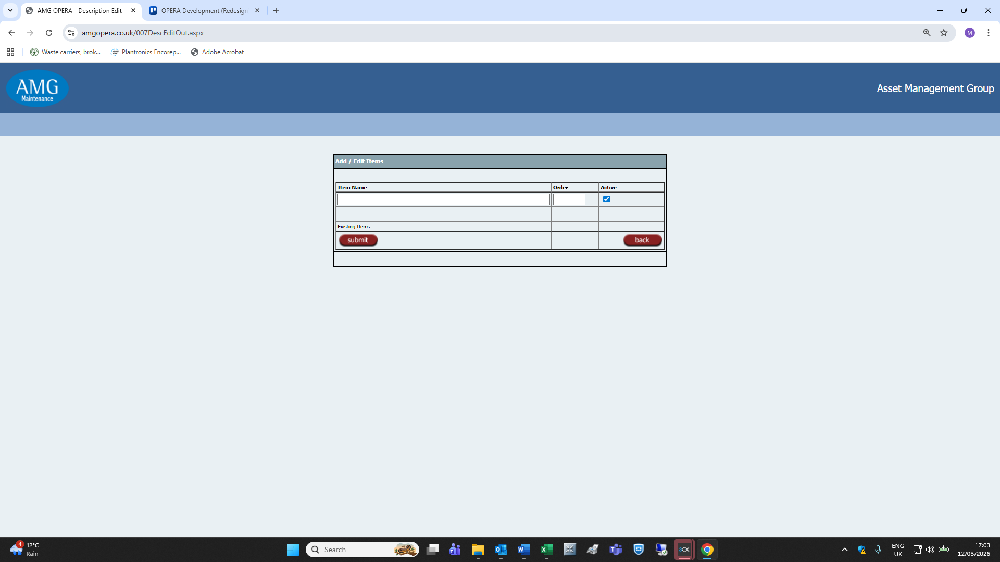 AMG OPERA - Description Edit
OPERA Development (Redesign
amgopera.co.uk/007DescEditOut.aspx
M
Waste carriers, brok...
Plantronics Encorep...
Adobe Acrobat
AMG
Maintenance
Asset Management Group
Add / Edit Items
Item Name
Order
Active
Existing Items
submit
back
4
12°C
Rain
Search
3CX
ENG
UK
17:03
12/03/2026